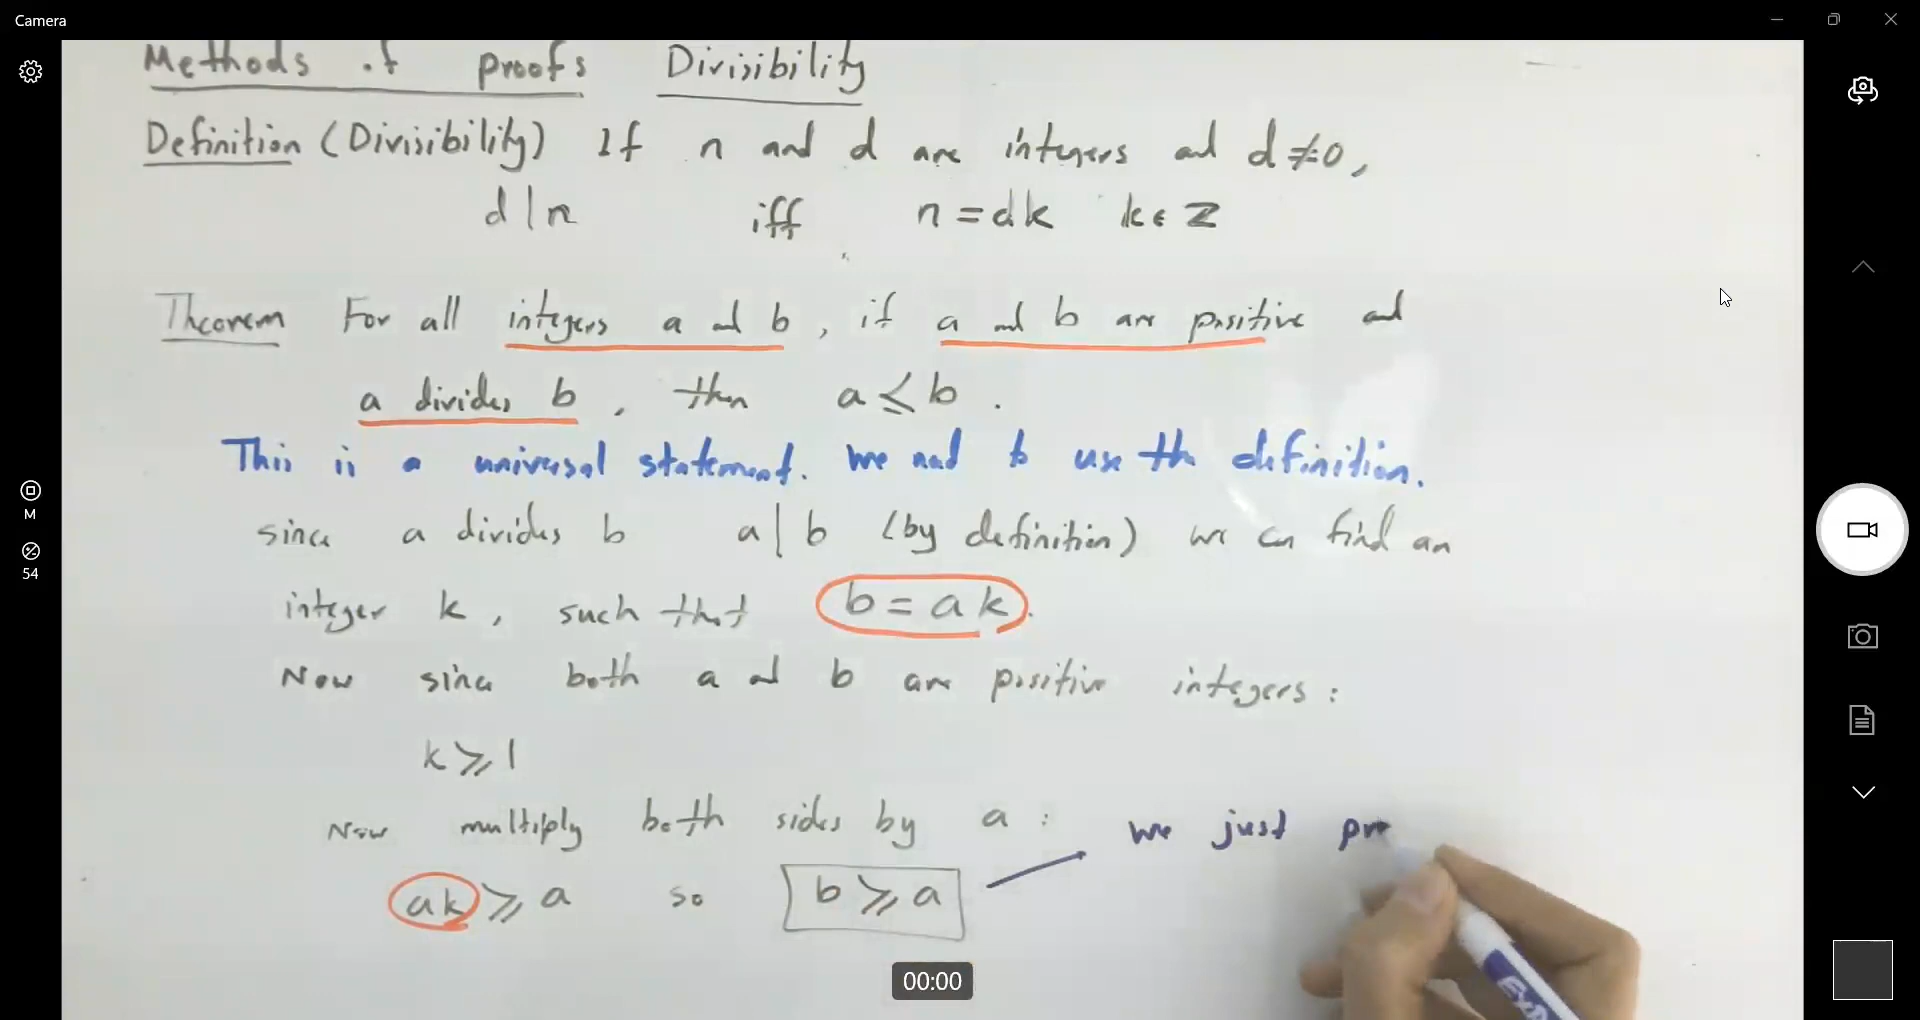 Camera
Methods of proofs Divisibility
Definition (Divisibility) If n and d are integers and d≠0,
d|n iff n=dk k∈Z
Theorem For all integers a and b, if a and b are positive and
a divides b, then a⩽b.
This is a universal statement. We need to use the definition.
since a divides b a|b (by definition) we can find an
integer k, such that b=ak.
Now since both a and b are positive integers:
k⩾1
Now multiply both sides by a: we just pr
ak⩾a so b⩾a
M
54
00:00
EXPO